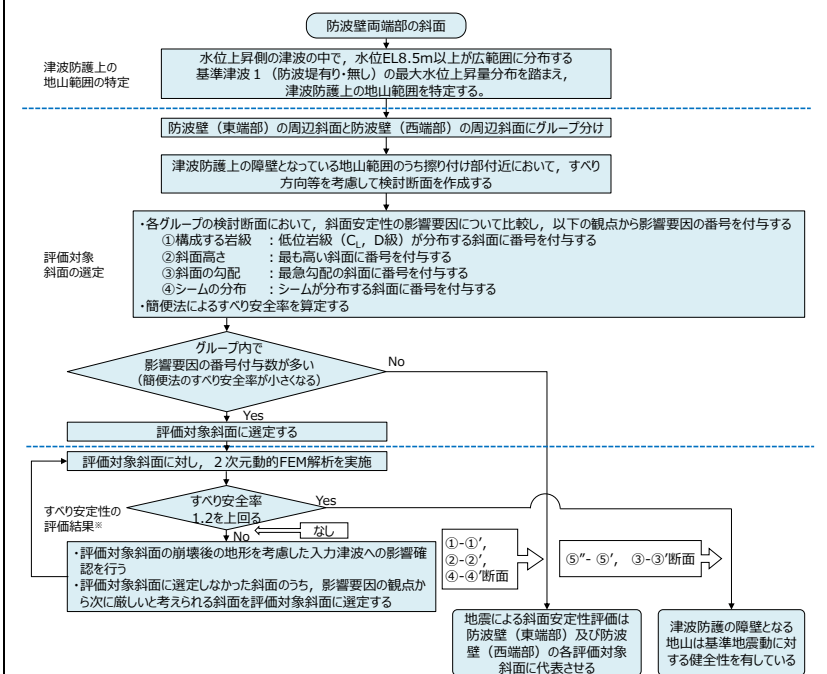 防波壁両端部の斜面
津波防護上の
地山範囲の特定
水位上昇側の津波の中で，水位EL8.5m以上が広範囲に分布する
基準津波１（防波堤有り・無し）の最大水位上昇量分布を踏まえ，
津波防護上の地山範囲を特定する。
防波壁（東端部）の周辺斜面と防波壁（西端部）の周辺斜面にグループ分け
津波防護上の障壁となっている地山範囲のうち擦り付け部付近において，すべり
方向等を考慮して検討断面を作成する
評価対象
斜面の選定
・各グループの検討断面において，斜面安定性の影響要因について比較し，以下の観点から影響要因の番号を付与する
①構成する岩級　：低位岩級（CL，D級）が分布する斜面に番号を付与する
②斜面高さ　：最も高い斜面に番号を付与する
③斜面の勾配　：最急勾配の斜面に番号を付与する
④シームの分布　：シームが分布する斜面に番号を付与する
・簡便法によるすべり安全率を算定する
グループ内で
影響要因の番号付与数が多い
（簡便法のすべり安全率が小さくなる）
No
Yes
評価対象斜面に選定する
評価対象斜面に対し，２次元動的FEM解析を実施
すべり安定性の
評価結果※
すべり安全率
1.2を上回る
Yes
No
なし
・評価対象斜面の崩壊後の地形を考慮した入力津波への影響確
認を行う
・評価対象斜面に選定しなかった斜面のうち，影響要因の観点か
ら次に厳しいと考えられる斜面を評価対象斜面に選定する
①-①’,
②-②’,
④-④’断面
⑤”- ⑤’,　③-③’断面
地震による斜面安定性評価は
防波壁（東端部）及び防波
壁（西端部）の各評価対象
斜面に代表させる
津波防護の障壁となる
地山は基準地震動に対
する健全性を有している